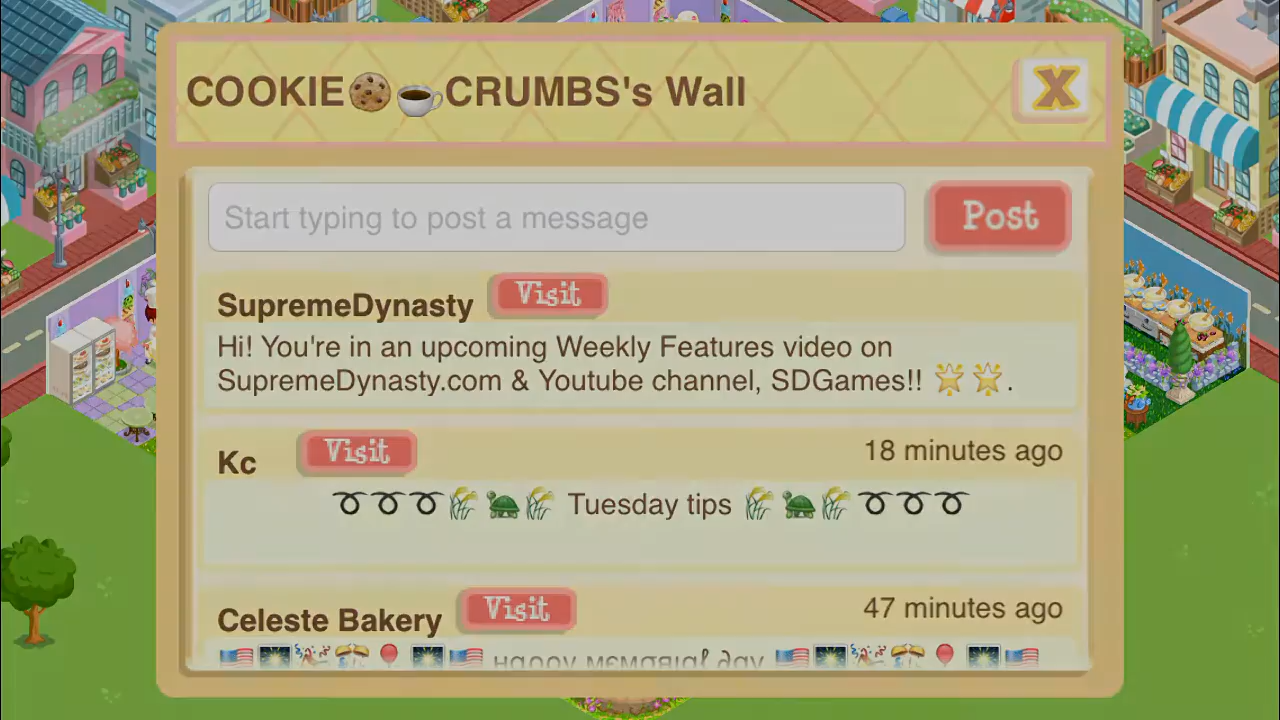 COOKIE🍪☕CRUMBS's Wall
X
Start typing to post a message
Post
SupremeDynasty Visit
Hi! You're in an upcoming Weekly Features video on
SupremeDynasty.com & Youtube channel, SDGames!! 🌟🌟.
Kc Visit 18 minutes ago
➰➰➰🌾🐢🌾 Tuesday tips 🌾🐢🌾➰➰➰
Celeste Bakery Visit 47 minutes ago